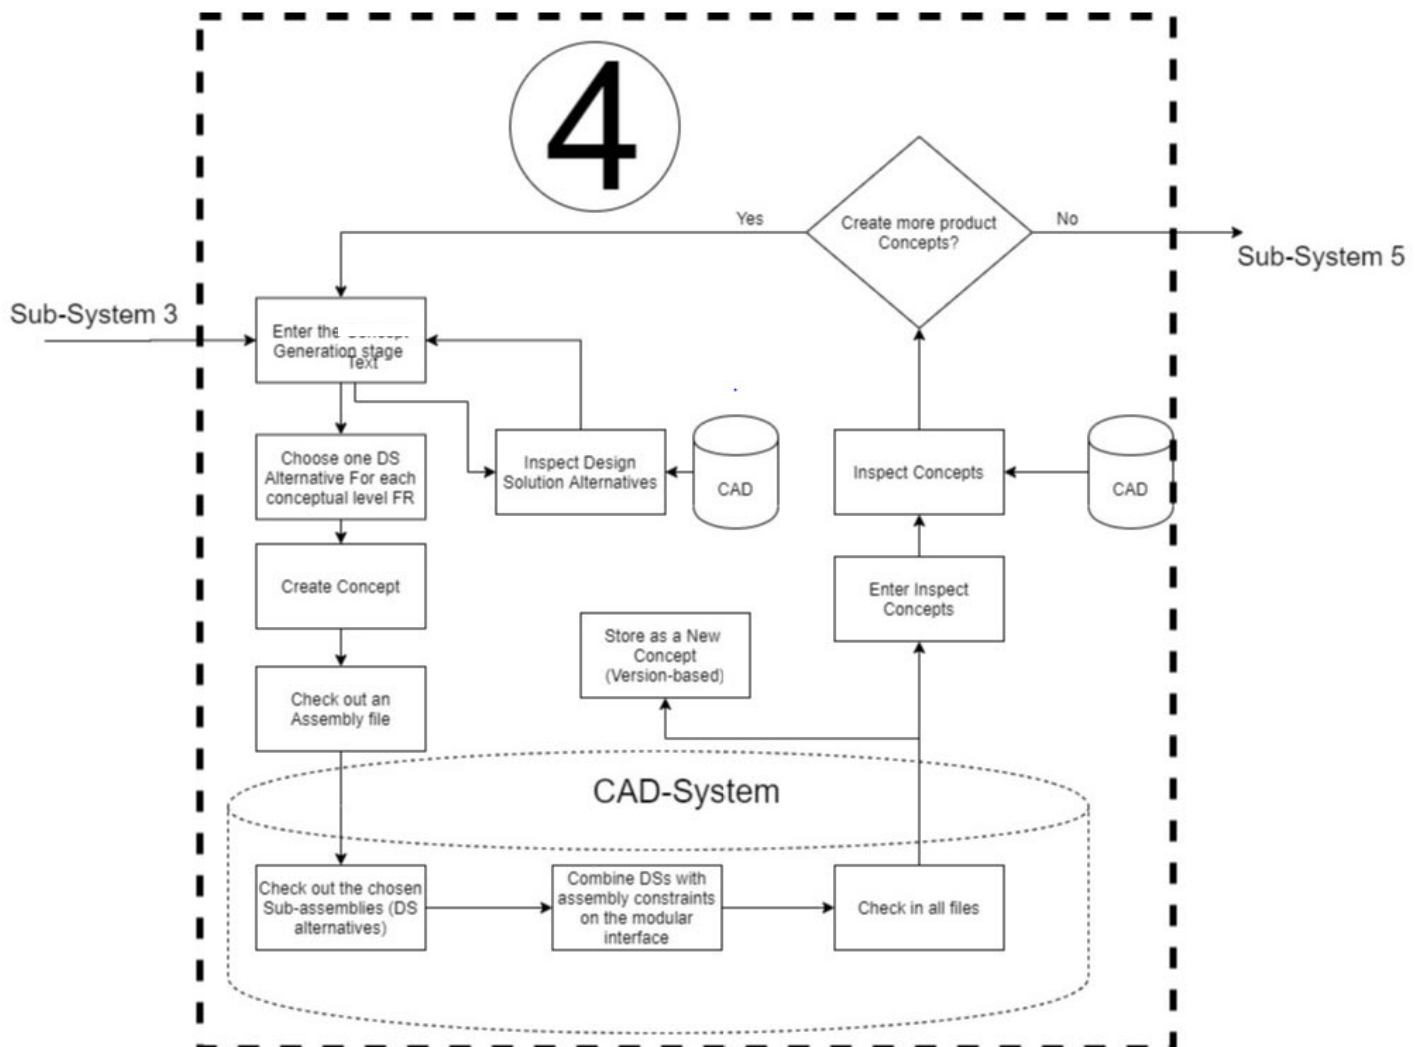 4
Yes
Create more product
Concepts?
No
Sub-System 5
Sub-System 3
Enter the
Generation stage
Text
Choose one DS
Alternative For each
conceptual level FR
Inspect Design
Solution Alternatives
CAD
Inspect Concepts
CAD
Create Concept
Enter Inspect
Concepts
Store as a New
Concept
(Version-based)
Check out an
Assembly file
CAD-System
Check out the chosen
Sub-assemblies (DS
alternatives)
Combine DSs with
assembly constraints
on the modular
interface
Check in all files